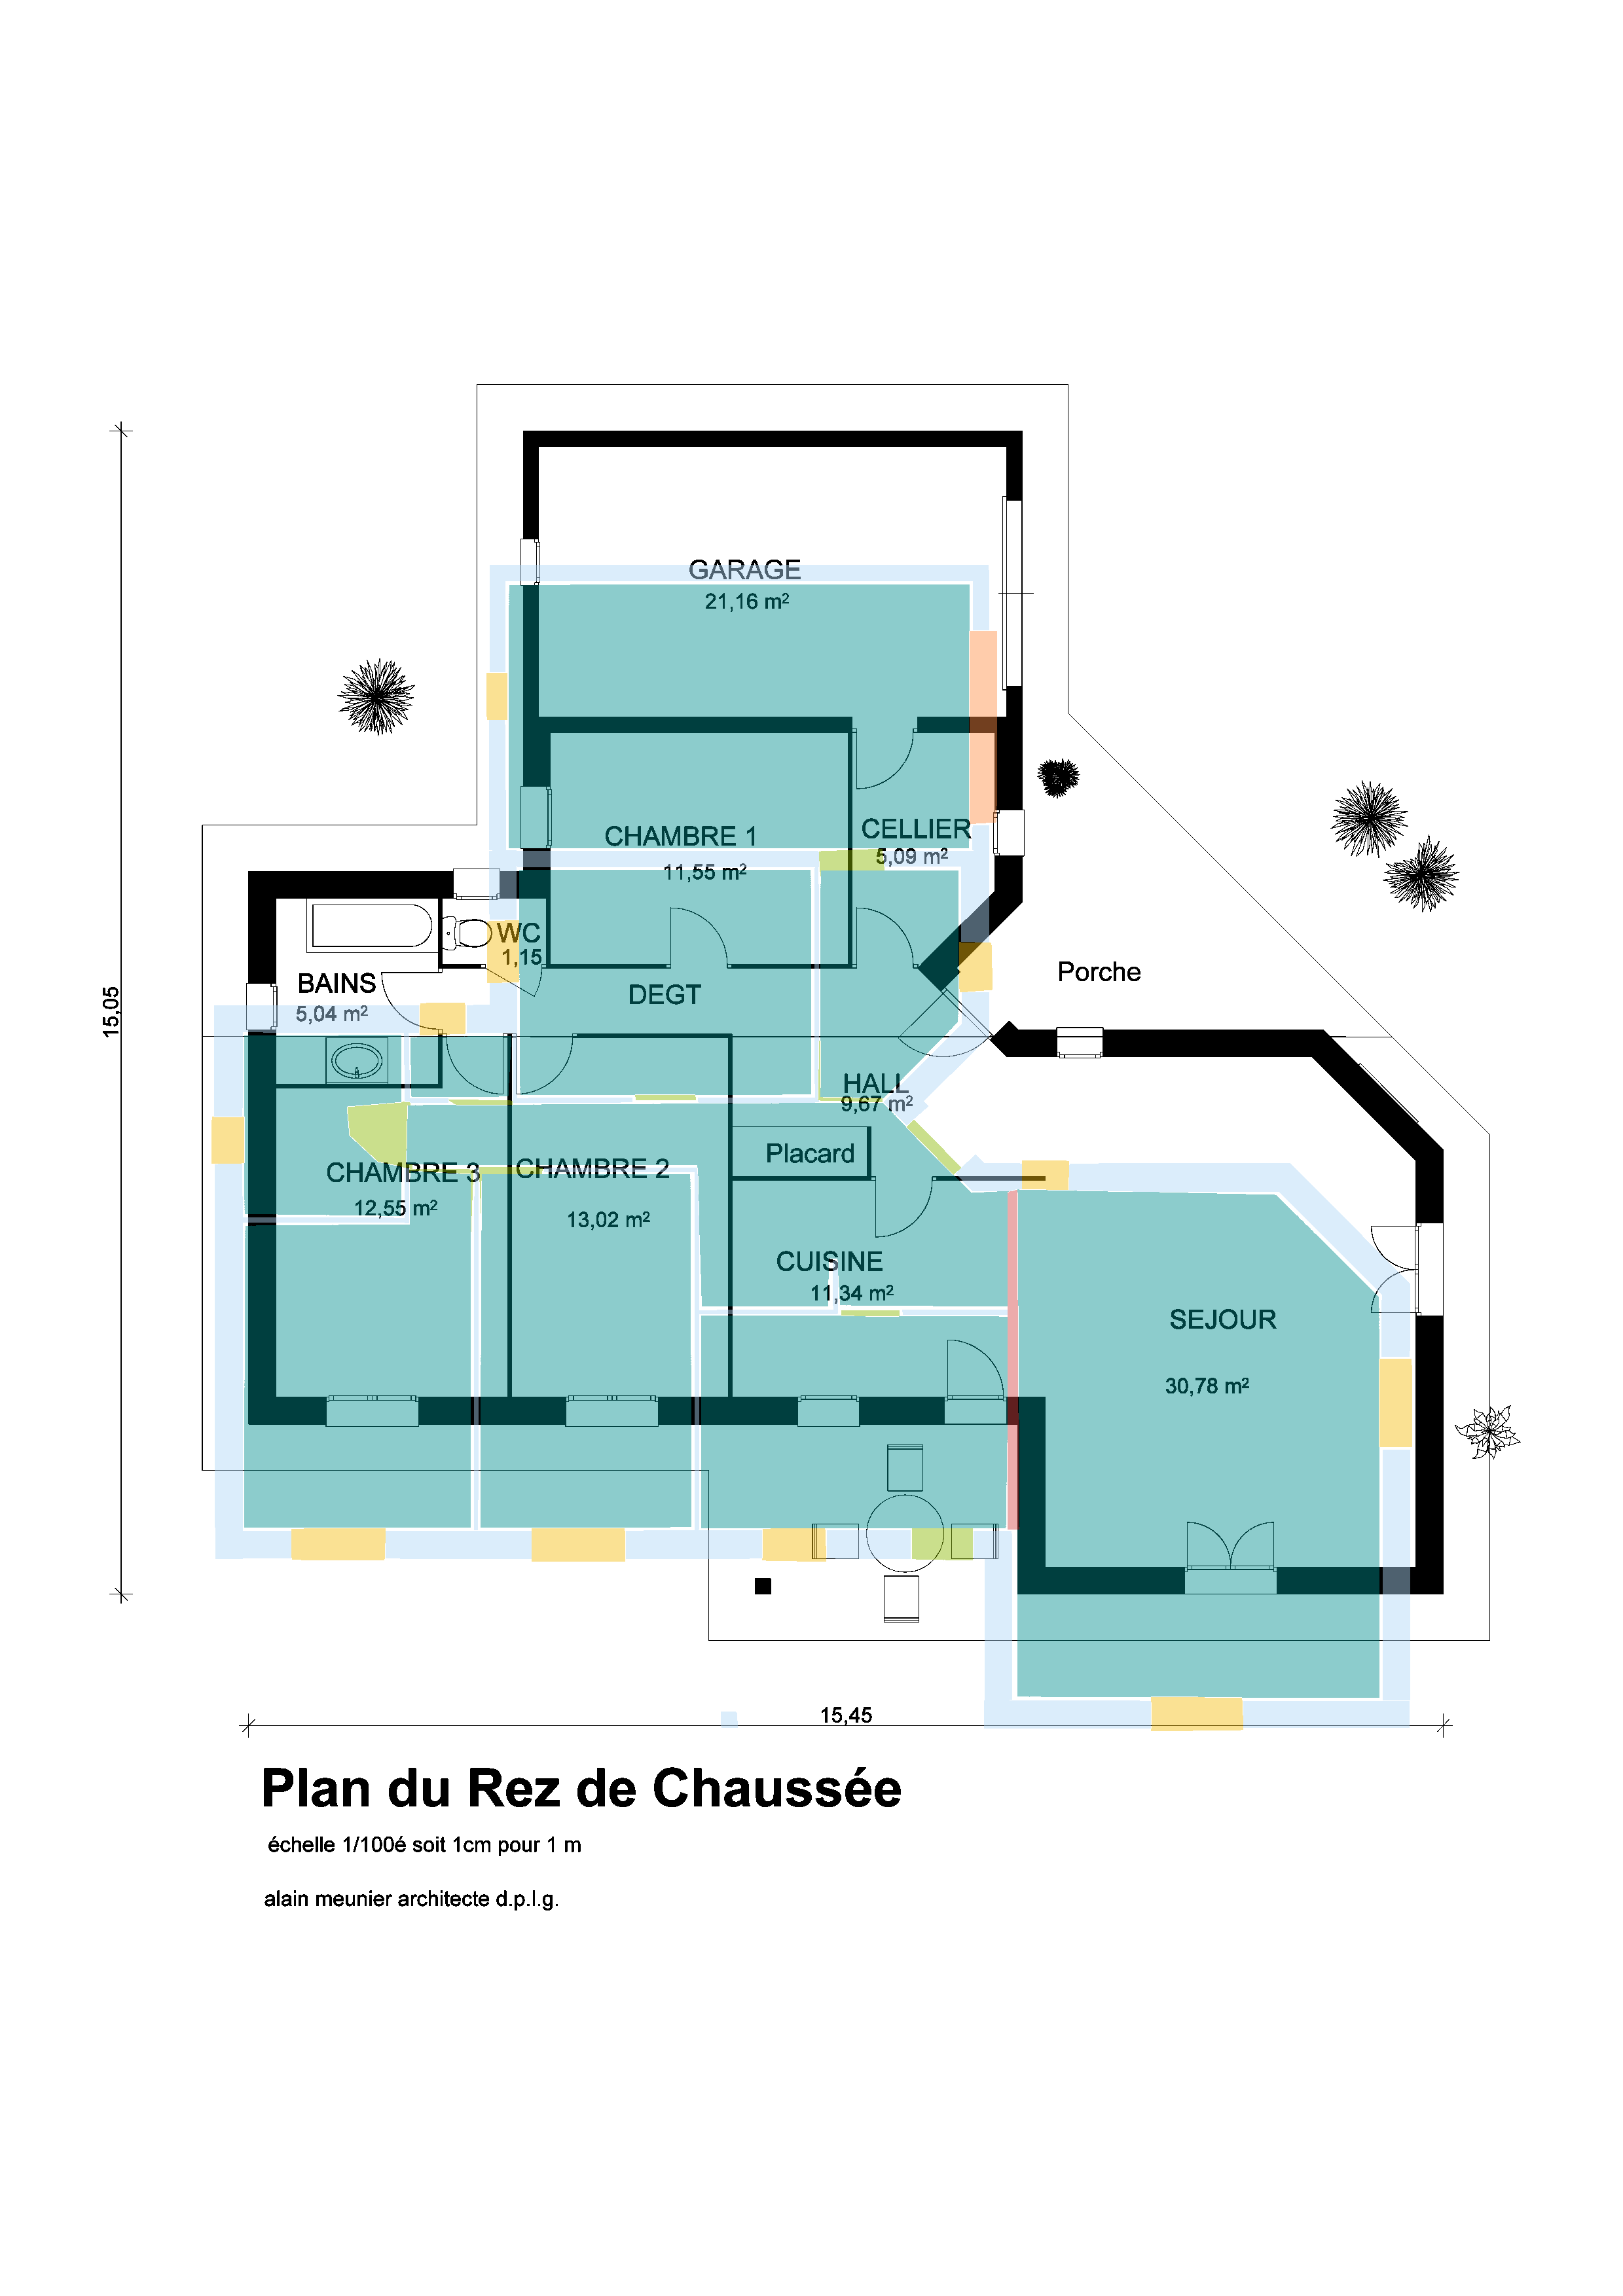 GARAGE
21,16 m²
CHAMBRE 1
11,55 m²
CELLIER
5,09 m²
WC
1,15
BAINS
5,04 m²
DEGT
Porche
15,05
HALL
9,67 m²
Placard
CHAMBRE 3
12,55 m²
CHAMBRE 2
13,02 m²
CUISINE
11,34 m²
SEJOUR
30,78 m²
15,45
Plan du Rez de Chaussée
échelle 1/100é soit 1cm pour 1 m
alain meunier architecte d.p.l.g.